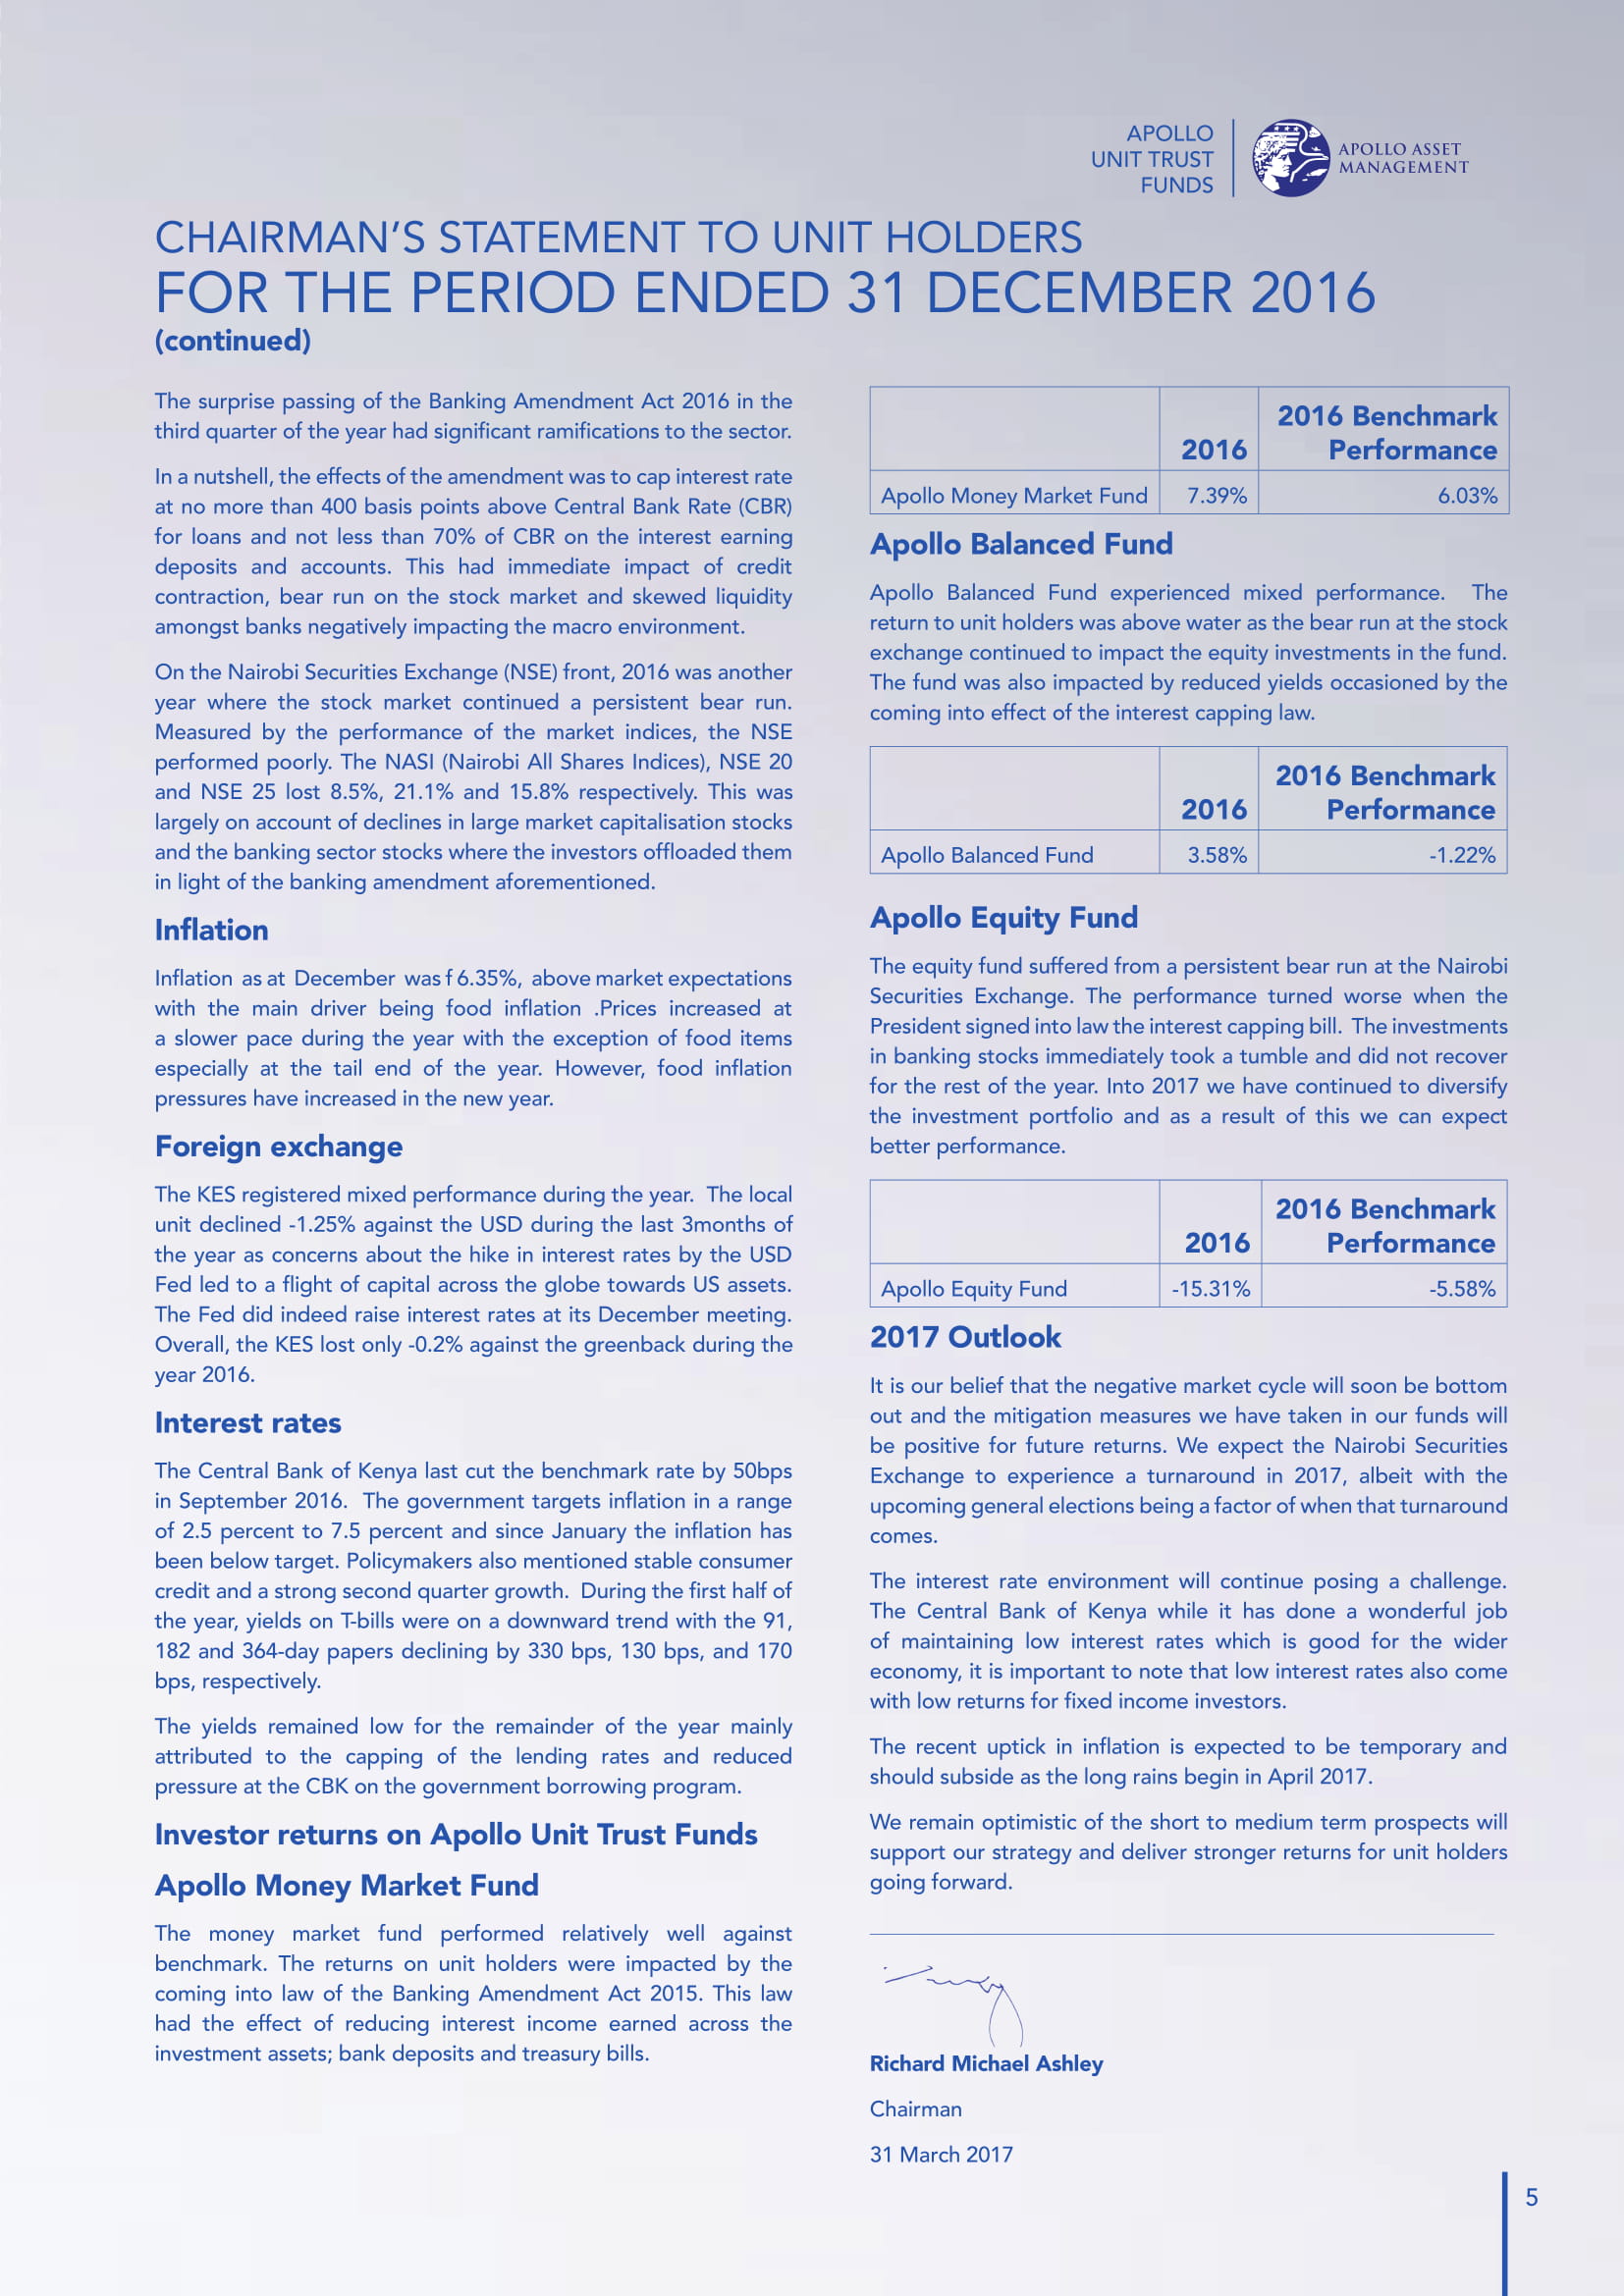 APOLLO
UNIT TRUST
FUNDS
APOLLO ASSET
MANAGEMENT
CHAIRMAN'S STATEMENT TO UNIT HOLDERS
FOR THE PERIOD ENDED 31 DECEMBER 2016
(continued)
The surprise passing of the Banking Amendment Act 2016 in the
third quarter of the year had significant ramifications to the sector.
In a nutshell, the effects of the amendment was to cap interest rate
at no more than 400 basis points above Central Bank Rate (CBR)
for loans and not less than 70% of CBR on the interest earning
deposits and accounts. This had immediate impact of credit
contraction, bear run on the stock market and skewed liquidity
amongst banks negatively impacting the macro environment.
On the Nairobi Securities Exchange (NSE) front, 2016 was another
year where the stock market continued a persistent bear run.
Measured by the performance of the market indices, the NSE
performed poorly. The NASI (Nairobi All Shares Indices), NSE 20
and NSE 25 lost 8.5%, 21.1% and 15.8% respectively. This was
largely on account of declines in large market capitalisation stocks
and the banking sector stocks where the investors offloaded them
in light of the banking amendment aforementioned.
Inflation
Inflation as at December was f 6.35%, above market expectations
with the main driver being food inflation .Prices increased at
a slower pace during the year with the exception of food items
especially at the tail end of the year. However, food inflation
pressures have increased in the new year.
Foreign exchange
The KES registered mixed performance during the year. The local
unit declined -1.25% against the USD during the last 3months of
the year as concerns about the hike in interest rates by the USD
Fed led to a flight of capital across the globe towards US assets.
The Fed did indeed raise interest rates at its December meeting.
Overall, the KES lost only -0.2% against the greenback during the
year 2016.
Interest rates
The Central Bank of Kenya last cut the benchmark rate by 50bps
in September 2016. The government targets inflation in a range
of 2.5 percent to 7.5 percent and since January the inflation has
been below target. Policymakers also mentioned stable consumer
credit and a strong second quarter growth. During the first half of
the year, yields on T-bills were on a downward trend with the 91,
182 and 364-day papers declining by 330 bps, 130 bps, and 170
bps, respectively.
The yields remained low for the remainder of the year mainly
attributed to the capping of the lending rates and reduced
pressure at the CBK on the government borrowing program.
Investor returns on Apollo Unit Trust Funds
Apollo Money Market Fund
The money market fund performed relatively well against
benchmark. The returns on unit holders were impacted by the
coming into law of the Banking Amendment Act 2015. This law
had the effect of reducing interest income earned across the
investment assets; bank deposits and treasury bills.
2016 Benchmark
2016 Performance
Apollo Money Market Fund 7.39% 6.03%
Apollo Balanced Fund
Apollo Balanced Fund experienced mixed performance. The
return to unit holders was above water as the bear run at the stock
exchange continued to impact the equity investments in the fund.
The fund was also impacted by reduced yields occasioned by the
coming into effect of the interest capping law.
2016 Benchmark
2016 Performance
Apollo Balanced Fund 3.58% -1.22%
Apollo Equity Fund
The equity fund suffered from a persistent bear run at the Nairobi
Securities Exchange. The performance turned worse when the
President signed into law the interest capping bill. The investments
in banking stocks immediately took a tumble and did not recover
for the rest of the year. Into 2017 we have continued to diversify
the investment portfolio and as a result of this we can expect
better performance.
2016 Benchmark
2016 Performance
Apollo Equity Fund -15.31% -5.58%
2017 Outlook
It is our belief that the negative market cycle will soon be bottom
out and the mitigation measures we have taken in our funds will
be positive for future returns. We expect the Nairobi Securities
Exchange to experience a turnaround in 2017, albeit with the
upcoming general elections being a factor of when that turnaround
comes.
The interest rate environment will continue posing a challenge.
The Central Bank of Kenya while it has done a wonderful job
of maintaining low interest rates which is good for the wider
economy, it is important to note that low interest rates also come
with low returns for fixed income investors.
The recent uptick in inflation is expected to be temporary and
should subside as the long rains begin in April 2017.
We remain optimistic of the short to medium term prospects will
support our strategy and deliver stronger returns for unit holders
going forward.
Richard Michael Ashley
Chairman
31 March 2017
5